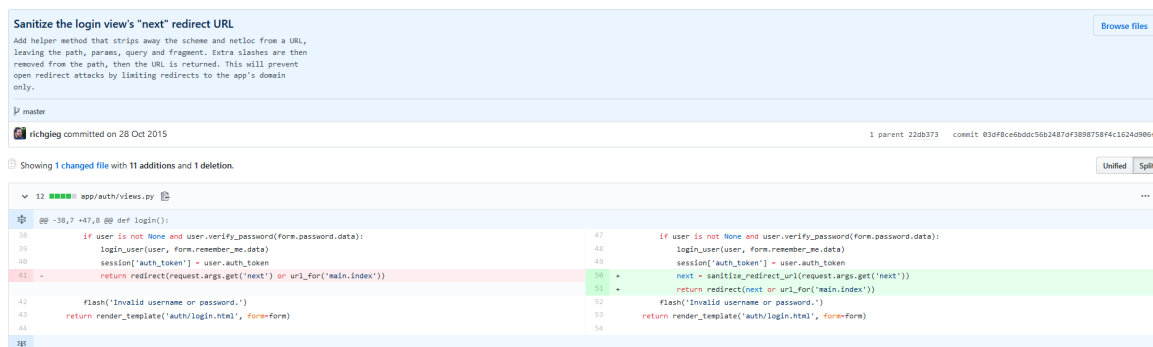 Sanitize the login view's "next" redirect URL
Browse files
Add helper method that strips away the scheme and netloc from a URL,
leaving the path, params, query and fragment. Extra slashes are then
removed from the path, then the URL is returned. This will prevent
open redirect attacks by limiting redirects to the app's domain
only.
master
richgieg committed on 28 Oct 2015
1 parent 22db373 commit 03df8ce6bddc56b2487df3898758f4c1624d906
Showing 1 changed file with 11 additions and 1 deletion.
Unified Spli
12 app/auth/views.py
@@ -38,7 +47,8 @@ def login():
38 if user is not None and user.verify_password(form.password.data):
39 login_user(user, form.remember_me.data)
40 session['auth_token'] = user.auth_token
41 - return redirect(request.args.get('next') or url_for('main.index'))
42 flash('Invalid username or password.')
43 return render_template('auth/login.html', form=form)
44
47 if user is not None and user.verify_password(form.password.data):
48 login_user(user, form.remember_me.data)
49 session['auth_token'] = user.auth_token
50 + next = sanitize_redirect_url(request.args.get('next'))
51 + return redirect(next or url_for('main.index'))
52 flash('Invalid username or password.')
53 return render_template('auth/login.html', form=form)
54